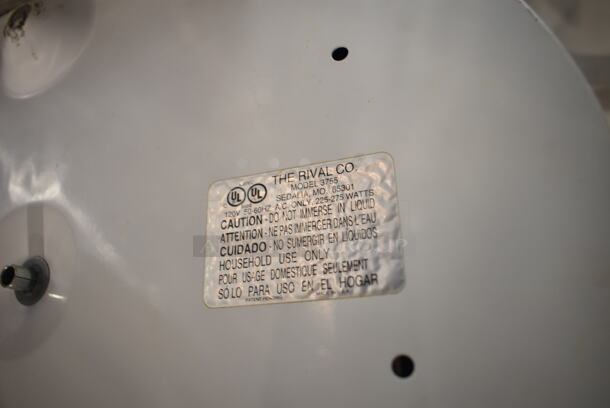 THE RIVAL CO.
MODEL 3755
SEDALIA, MO. 65301
120V 50-60HZ A.C. ONLY, 225-275 WATTS
CAUTION - DO NOT IMMERSE IN LIQUID
ATTENTION - NE PAS IMMERGER DANS L'EAU
CUIDADO - NO SUMERGIR EN LIQUIDOS
HOUSEHOLD USE ONLY
POUR USAGE DOMESTIQUE SEULEMENT
SÓLO PARA USO EN EL HOGAR
PATENT PENDING